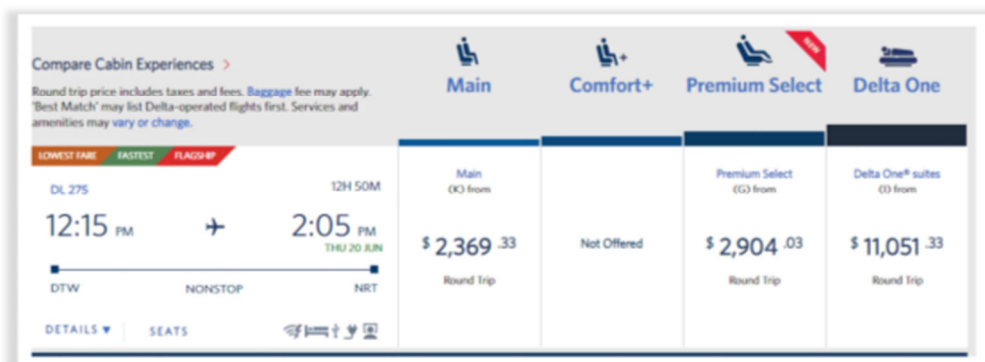 Compare Cabin Experiences >
Round trip price includes taxes and fees. Baggage fee may apply.
'Best Match' may list Delta-operated flights first. Services and
amenities may vary or change.
Main
Comfort+
NEW
Premium Select
Delta One
LOWEST FARE FASTEST FLAGSHIP
DL 275 12H 50M
12:15 PM 2:05 PM
THU 20 JUN
DTW NONSTOP NRT
DETAILS ▼ SEATS
Main
(K) from
$ 2,369 .33
Round Trip
Not Offered
Premium Select
(G) from
$ 2,904 .03
Round Trip
Delta One® suites
(I) from
$ 11,051 .33
Round Trip